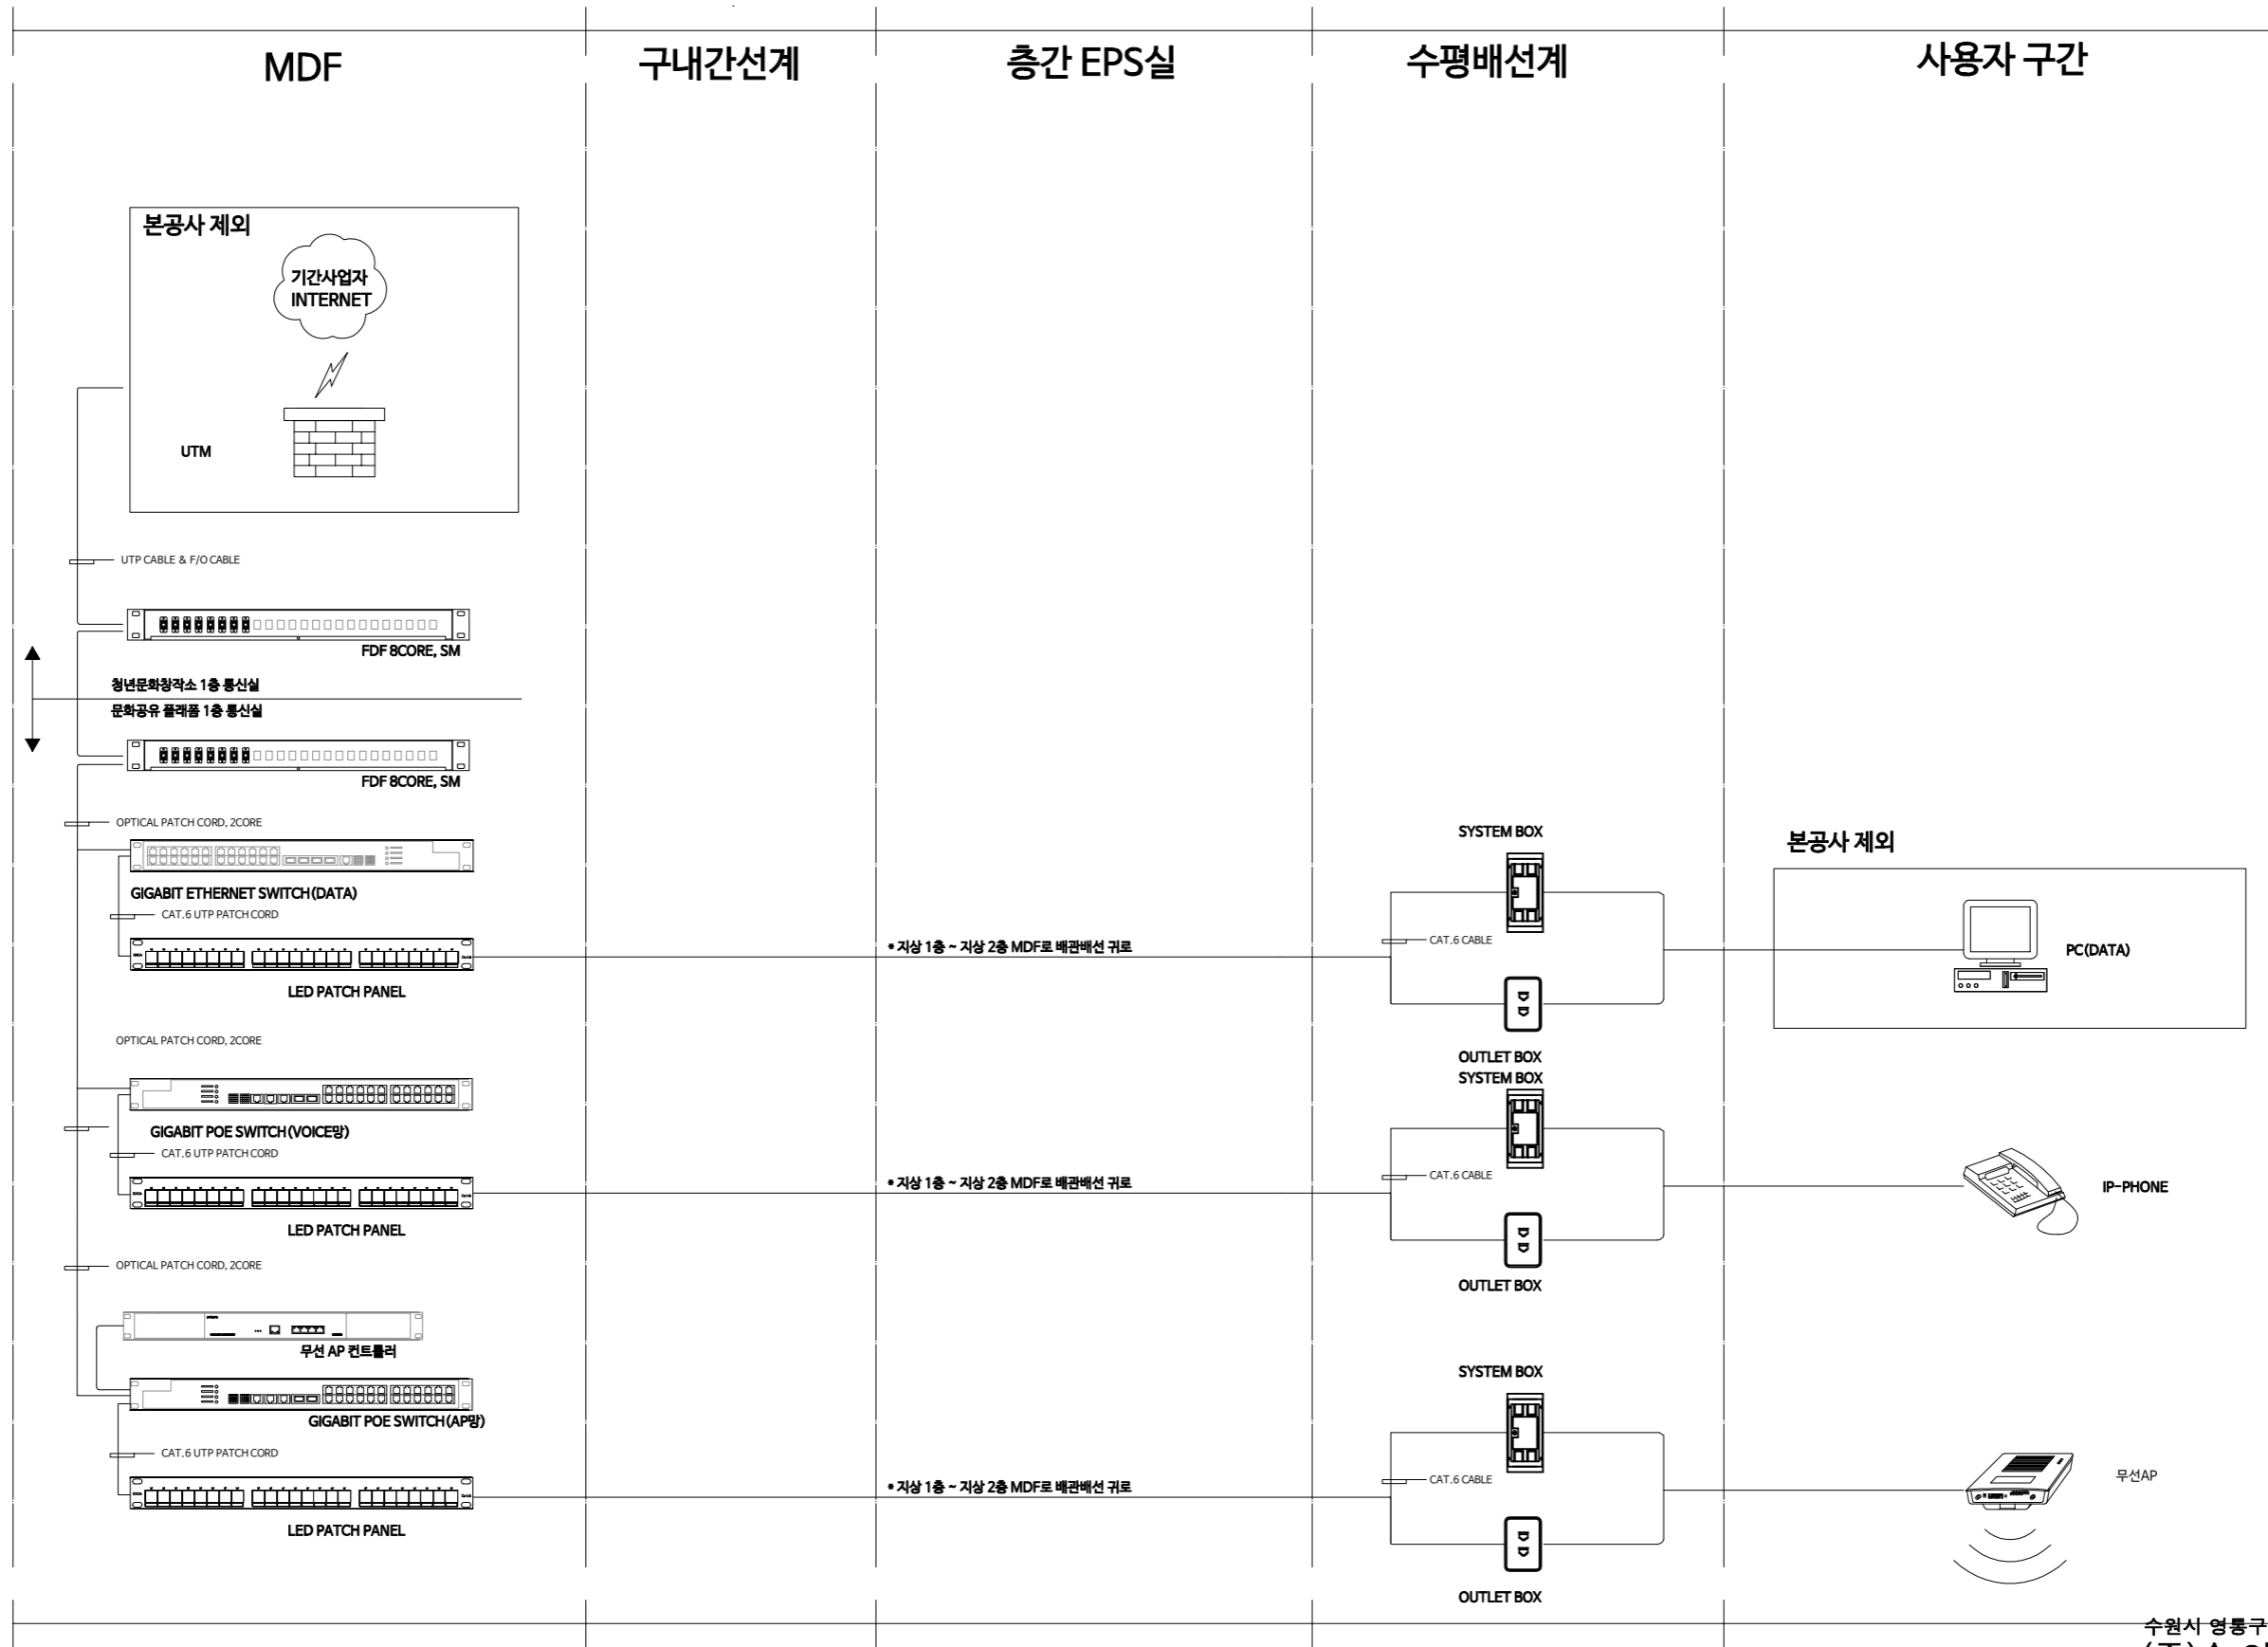 MDF
구내간선계
층간 EPS실
수평배선계
사용자 구간
본공사 제외
기간사업자
INTERNET
UTM
UTP CABLE & F/O CABLE
FDF 8CORE, SM
청년문화창작소 1층 통신실
문화공유 플래폼 1층 통신실
FDF 8CORE, SM
OPTICAL PATCH CORD, 2CORE
GIGABIT ETHERNET SWITCH(DATA)
CAT.6 UTP PATCH CORD
LED PATCH PANEL
* 지상 1층 ~ 지상 2층 MDF로 배관배선 귀로
SYSTEM BOX
CAT.6 CABLE
OUTLET BOX
본공사 제외
PC(DATA)
OPTICAL PATCH CORD, 2CORE
GIGABIT POE SWITCH(VOICE망)
CAT.6 UTP PATCH CORD
LED PATCH PANEL
* 지상 1층 ~ 지상 2층 MDF로 배관배선 귀로
SYSTEM BOX
CAT.6 CABLE
OUTLET BOX
IP-PHONE
OPTICAL PATCH CORD, 2CORE
무선 AP 컨트롤러
GIGABIT POE SWITCH(AP망)
CAT.6 UTP PATCH CORD
LED PATCH PANEL
* 지상 1층 ~ 지상 2층 MDF로 배관배선 귀로
SYSTEM BOX
CAT.6 CABLE
OUTLET BOX
무선AP
수원시 영통구